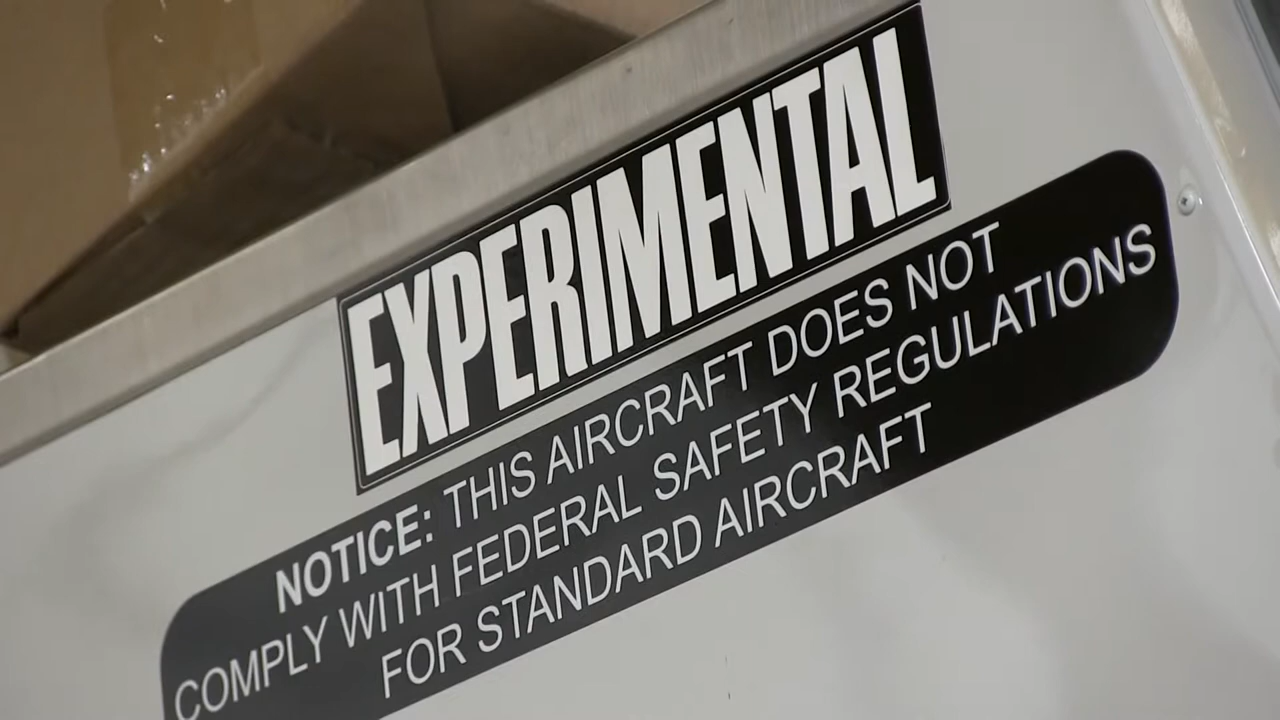 EXPERIMENTAL
NOTICE: THIS AIRCRAFT DOES NOT
COMPLY WITH FEDERAL SAFETY REGULATIONS
FOR STANDARD AIRCRAFT